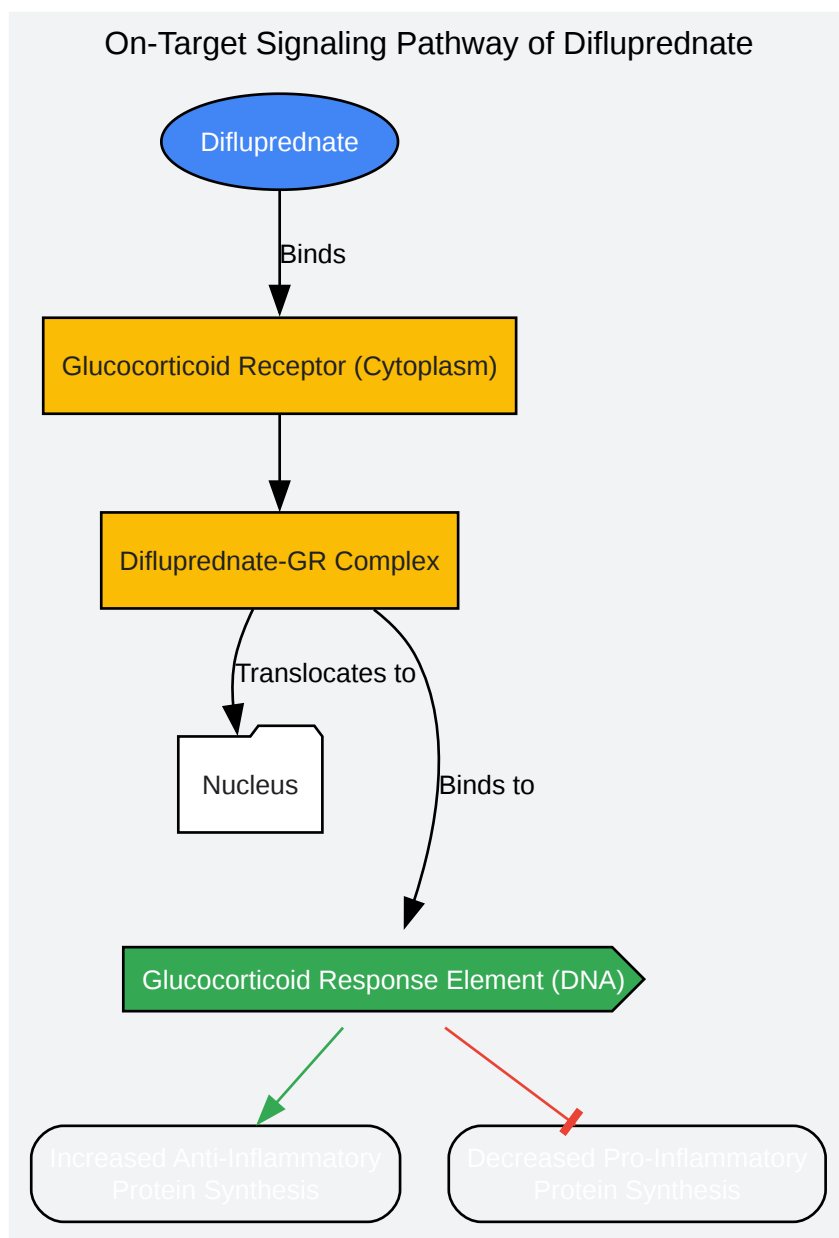 On-Target Signaling Pathway of Difluprednate
Difluprednate
Binds
Glucocorticoid Receptor (Cytoplasm)
Difluprednate-GR Complex
Translocates to
Nucleus
Binds to
Glucocorticoid Response Element (DNA)
Increased Anti-Inflammatory
Protein Synthesis
Decreased Pro-Inflammatory
Protein Synthesis